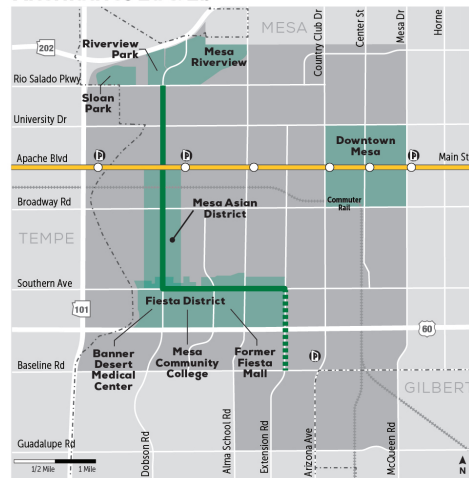 MESA
202
Riverview
Park
Mesa
Riverview
Country Club Dr
Center St
Mesa Dr
Horne
Rio Salado Pkwy
Sloan
Park
University Dr
Downtown
Mesa
Apache Blvd
Main St
Broadway Rd
Commuter
Rail
Mesa Asian
District
TEMPE
Southern Ave
101
Fiesta District
60
Banner
Desert
Medical
Center
Mesa
Community
College
Former
Fiesta
Mall
Baseline Rd
GILBERT
Guadalupe Rd
Dobson Rd
Alma School Rd
Extension Rd
Arizona Ave
McQueen Rd
1/2 Mile
1 Mile
N